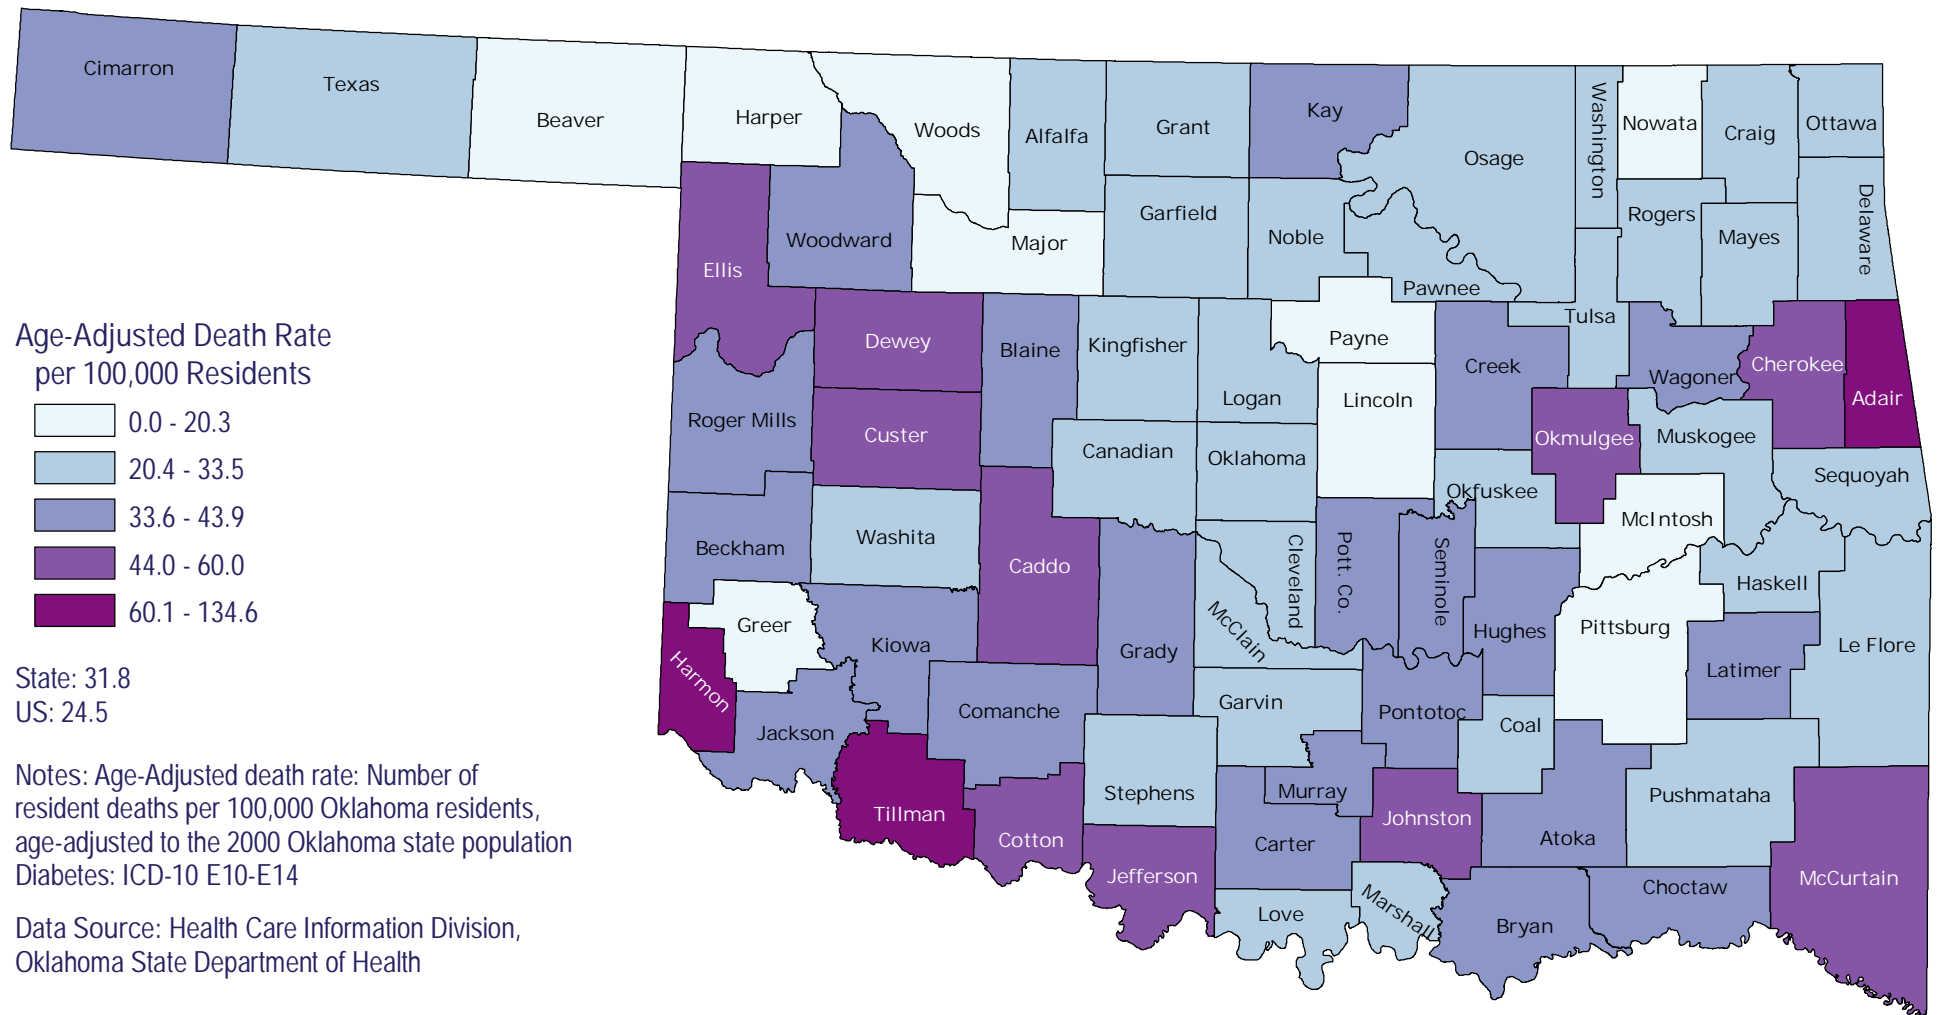 Cimarron
Texas
Beaver
Harper
Woods
Alfalfa
Grant
Kay
Osage
Washington
Nowata
Craig
Ottawa
Ellis
Woodward
Major
Garfield
Noble
Pawnee
Rogers
Mayes
Delaware
Tulsa
Dewey
Blaine
Kingfisher
Logan
Payne
Lincoln
Creek
Wagoner
Cherokee
Adair
Roger Mills
Custer
Canadian
Oklahoma
Okmulgee
Muskogee
Sequoyah
Okfuskee
McIntosh
Beckham
Washita
Caddo
Grady
Cleveland
McClain
Pott. Co.
Seminole
Hughes
Pittsburg
Haskell
Latimer
Le Flore
Harmon
Greer
Kiowa
Jackson
Comanche
Garvin
Pontotoc
Coal
Tillman
Cotton
Stephens
Murray
Carter
Johnston
Atoka
Pushmataha
Jefferson
Love
Marshall
Bryan
Choctaw
McCurtain
Age-Adjusted Death Rate
per 100,000 Residents
0.0 - 20.3
20.4 - 33.5
33.6 - 43.9
44.0 - 60.0
60.1 - 134.6
State: 31.8
US: 24.5
Notes: Age-Adjusted death rate: Number of
resident deaths per 100,000 Oklahoma residents,
age-adjusted to the 2000 Oklahoma state population
Diabetes: ICD-10 E10-E14
Data Source: Health Care Information Division,
Oklahoma State Department of Health